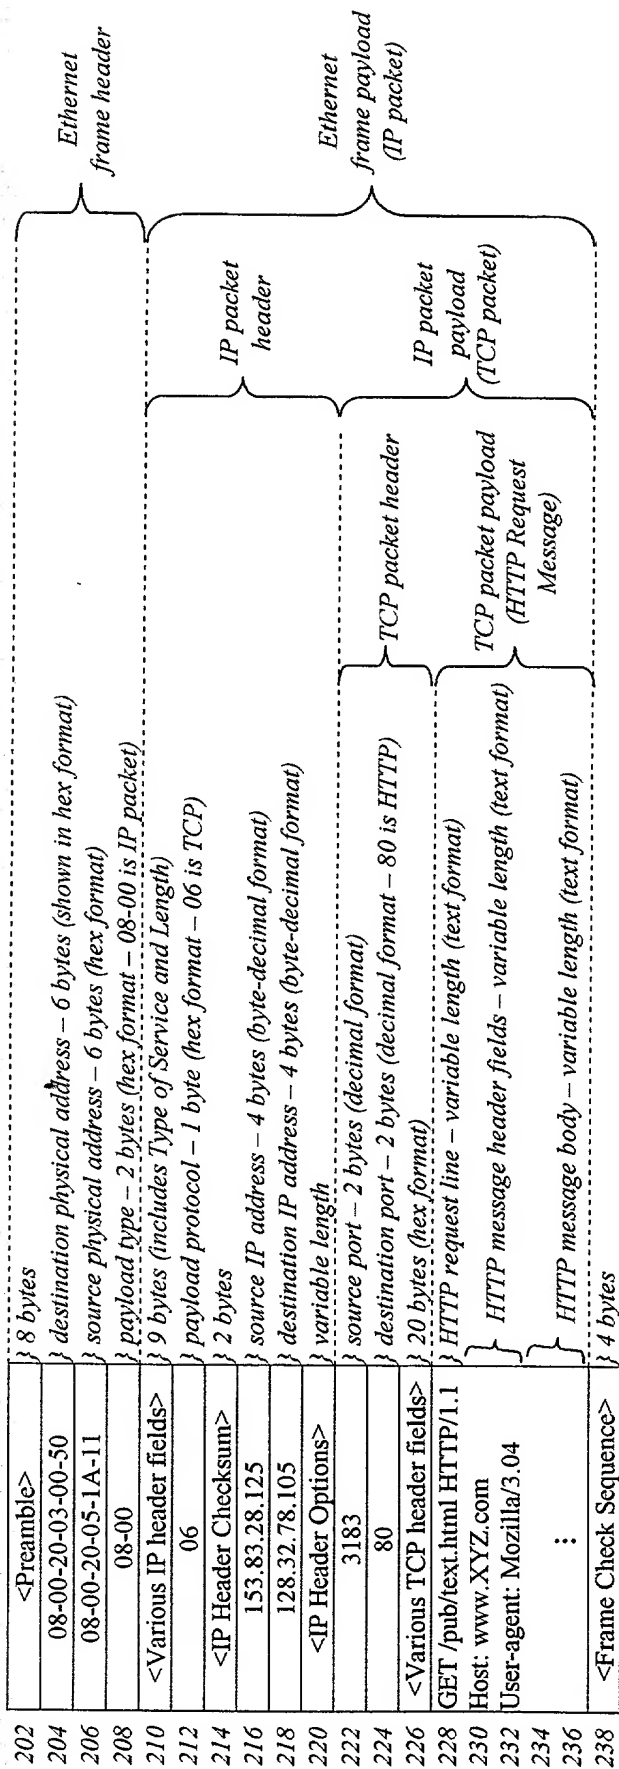 202 <Preamble> } 8 bytes
204 08-00-20-03-00-50 } destination physical address – 6 bytes (shown in hex format)
206 08-00-20-05-1A-11 } source physical address – 6 bytes (hex format)
208 08-00 } payload type – 2 bytes (hex format – 08-00 is IP packet)
Ethernet
frame header
210 <Various IP header fields> } 9 bytes (includes Type of Service and Length)
212 06 } payload protocol – 1 byte (hex format – 06 is TCP)
214 <IP Header Checksum> } 2 bytes
216 153.83.28.125 } source IP address – 4 bytes (byte-decimal format)
218 128.32.78.105 } destination IP address – 4 bytes (byte-decimal format)
220 <IP Header Options> } variable length
IP packet
header
222 3183 } source port – 2 bytes (decimal format)
224 80 } destination port – 2 bytes (decimal format – 80 is HTTP)
226 <Various TCP header fields> } 20 bytes (hex format)
TCP packet header
228 GET /pub/text.html HTTP/1.1 } HTTP request line – variable length (text format)
230 Host: www.XYZ.com
232 User-agent: Mozilla/3.04
HTTP message header fields – variable length (text format)
234 ⋮
236
HTTP message body – variable length (text format)
TCP packet payload
(HTTP Request
Message)
IP packet
payload
(TCP packet)
Ethernet
frame payload
(IP packet)
238 <Frame Check Sequence> } 4 bytes